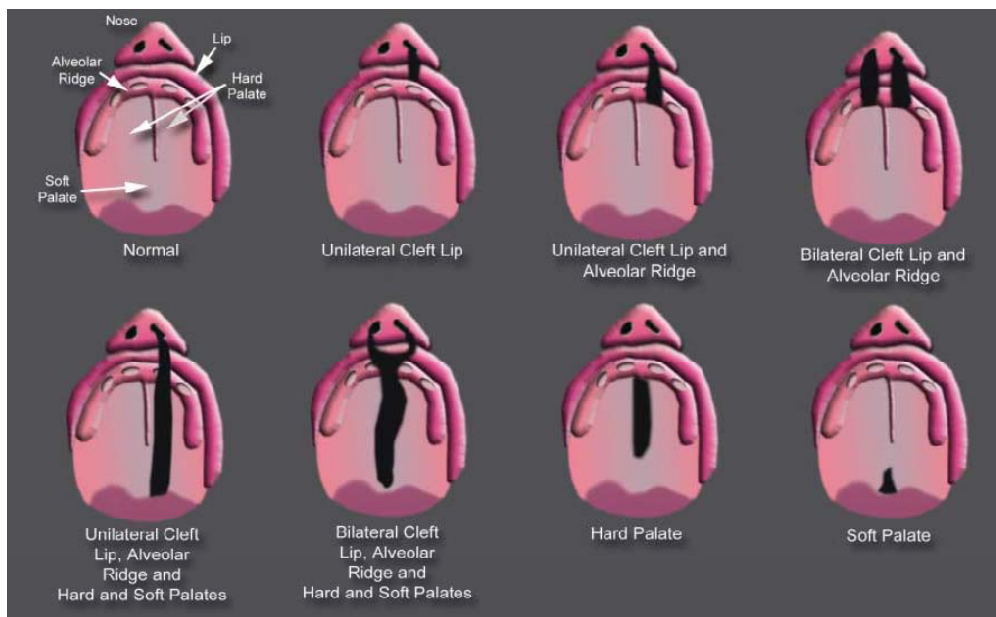 Nose
Lip
Alveolar
Ridge
Hard
Palate
Soft
Palate
Normal
Unilateral Cleft Lip
Unilateral Cleft Lip and
Alveolar Ridge
Bilateral Cleft Lip and
Alveolar Ridge
Unilateral Cleft
Lip, Alveolar
Ridge and
Hard and Soft Palates
Bilateral Cleft
Lip, Alveolar
Ridge and
Hard and Soft Palates
Hard Palate
Soft Palate